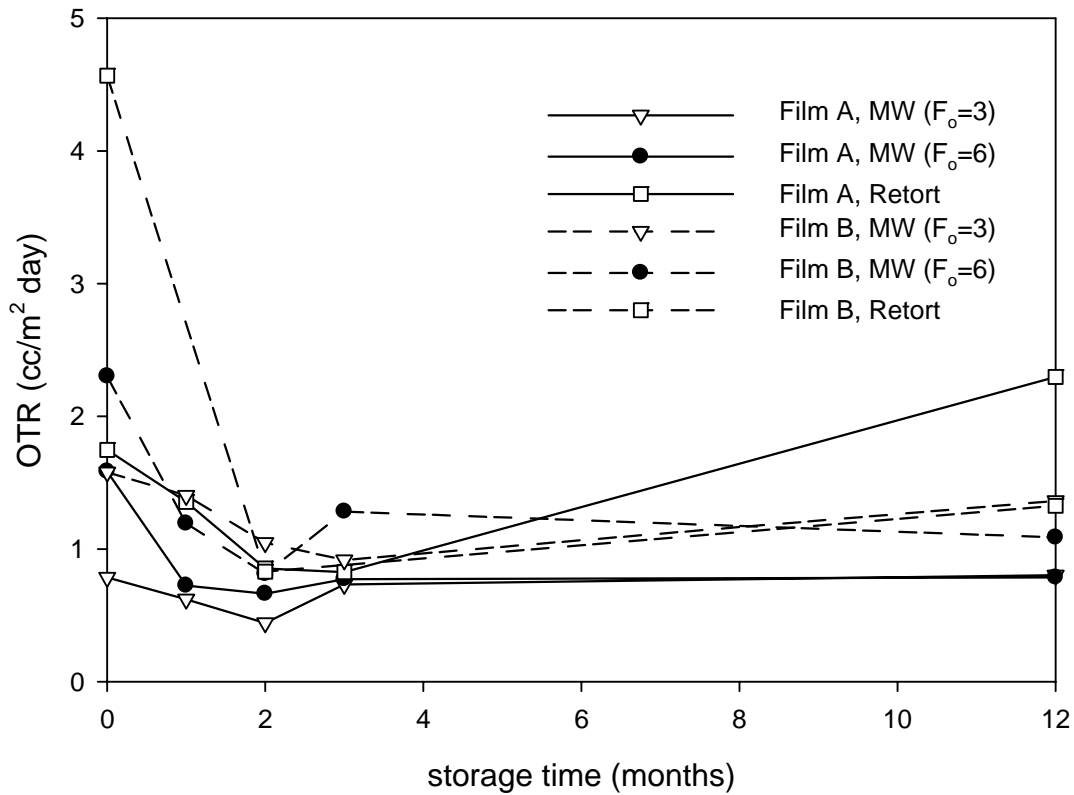 5
4
3
2
1
0
OTR (cc/m² day)
Film A, MW (Fₒ=3)
Film A, MW (Fₒ=6)
Film A, Retort
Film B, MW (Fₒ=3)
Film B, MW (Fₒ=6)
Film B, Retort
0 2 4 6 8 10 12
storage time (months)